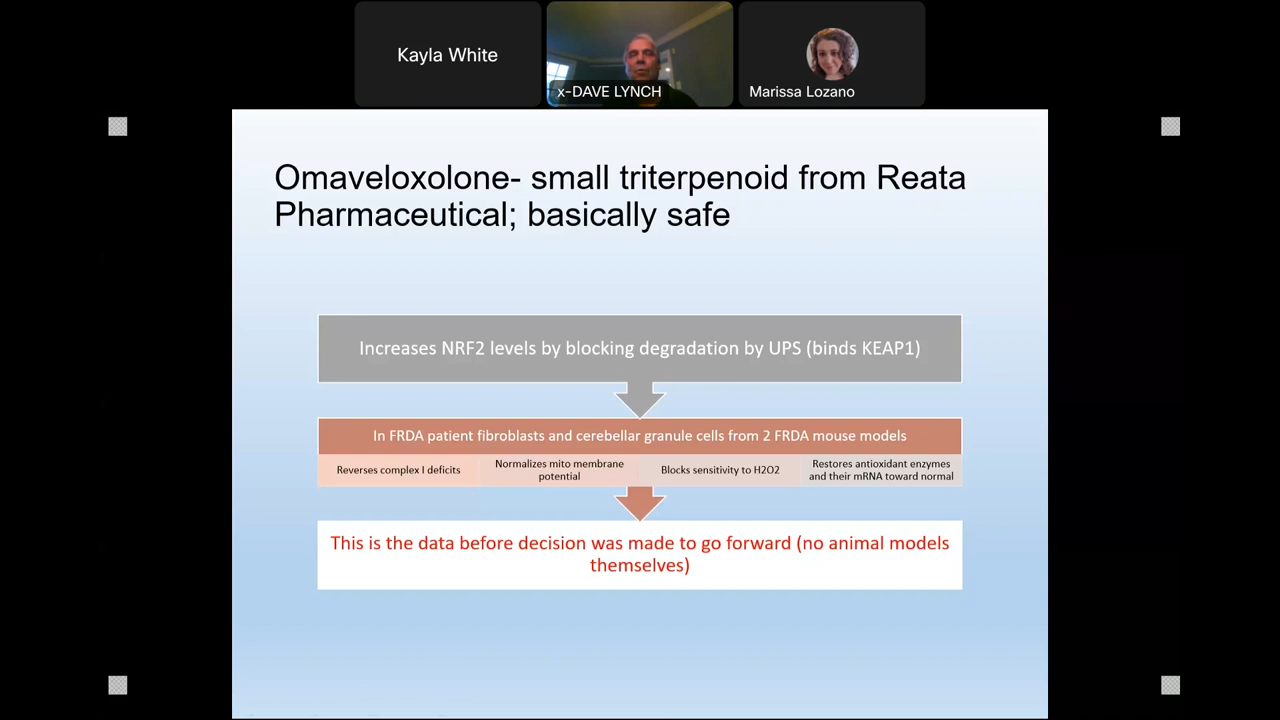 Kayla White
x-DAVE LYNCH
Marissa Lozano
Omaveloxolone- small triterpenoid from Reata
Pharmaceutical; basically safe
Increases NRF2 levels by blocking degradation by UPS (binds KEAP1)
In FRDA patient fibroblasts and cerebellar granule cells from 2 FRDA mouse models
Reverses complex I deficits
Normalizes mito membrane
potential
Blocks sensitivity to H2O2
Restores antioxidant enzymes
and their mRNA toward normal
This is the data before decision was made to go forward (no animal models
themselves)